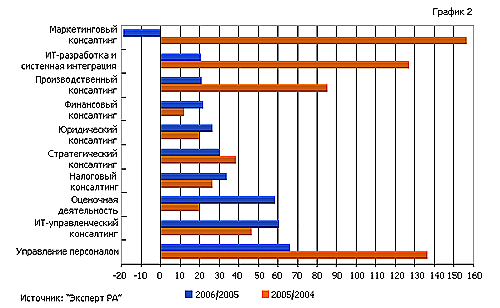 График 2
Маркетинговый
консалтинг
ИТ-разработка и
системная интеграция
Производственный
консалтинг
Финансовый
консалтинг
Юридический
консалтинг
Стратегический
консалтинг
Налоговый
консалтинг
Оценочная
деятельность
ИТ-управленческий
консалтинг
Управление персоналом
-20 -10 0 10 20 30 40 50 60 70 80 90 100 110 120 130 140 150 160
2006/2005 2005/2004
Источник: "Эксперт РА"